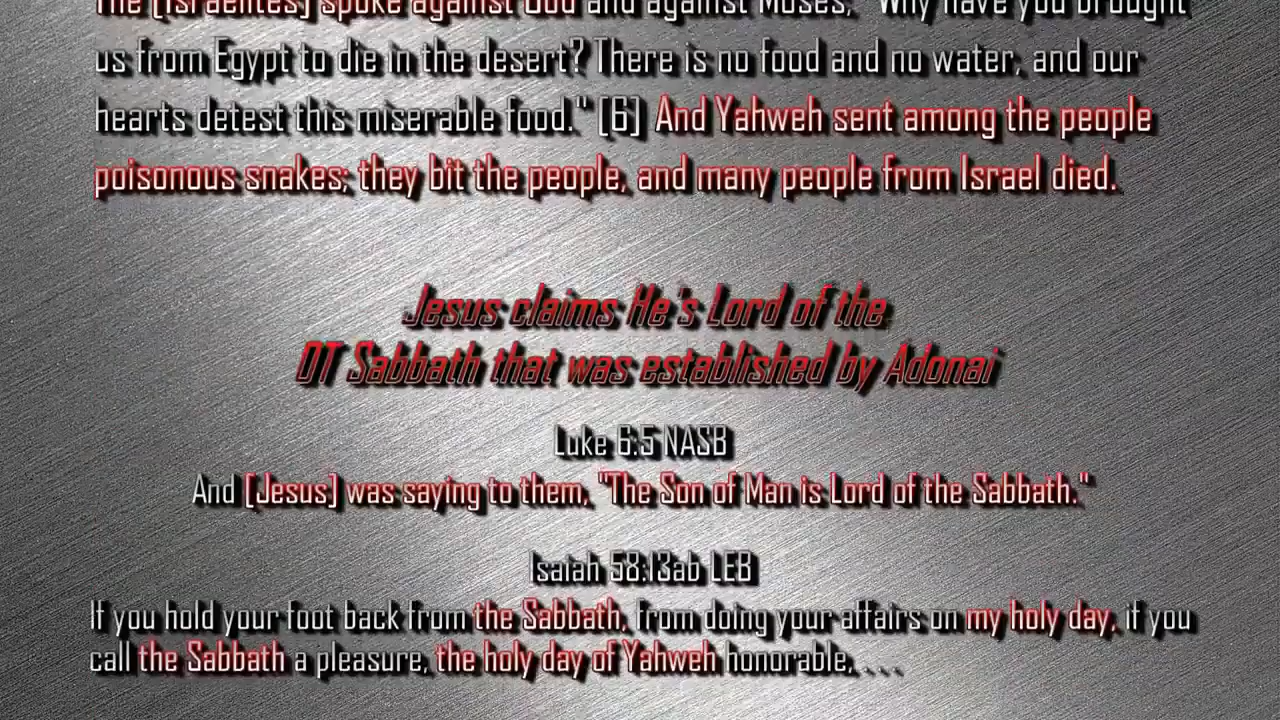 The [Israelites] spoke against God and against Moses, "Why have you brought
us from Egypt to die in the desert? There is no food and no water, and our
hearts detest this miserable food." [6] And Yahweh sent among the people
poisonous snakes; they bit the people, and many people from Israel died.
Jesus claims He's Lord of the
OT Sabbath that was established by Adonai
Luke 6:5 NASB
And [Jesus] was saying to them, "The Son of Man is Lord of the Sabbath."
Isaiah 58:13ab LEB
If you hold your foot back from the Sabbath, from doing your affairs on my holy day, if you
call the Sabbath a pleasure, the holy day of Yahweh honorable, . . .